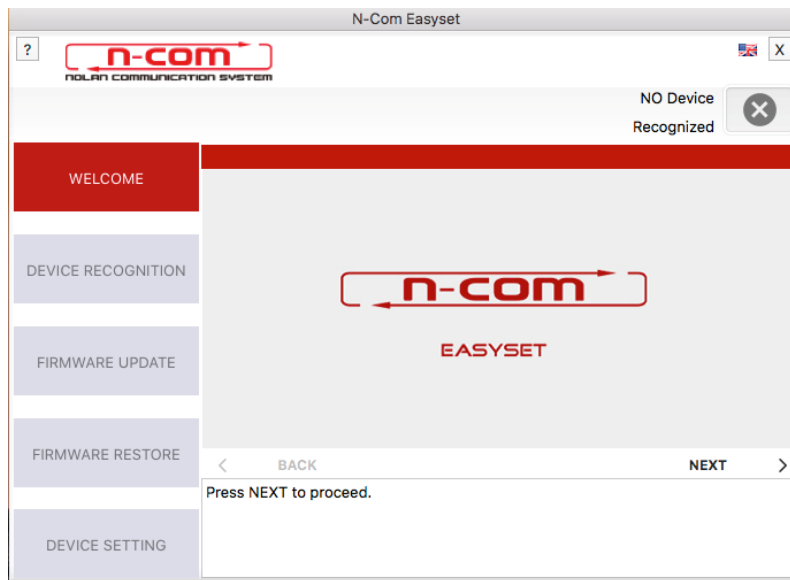 N-Com Easyset
?
n-com
NOLAN COMMUNICATION SYSTEM
X
NO Device
Recognized
WELCOME
DEVICE RECOGNITION
FIRMWARE UPDATE
FIRMWARE RESTORE
DEVICE SETTING
n-com
EASYSET
< BACK
NEXT >
Press NEXT to proceed.